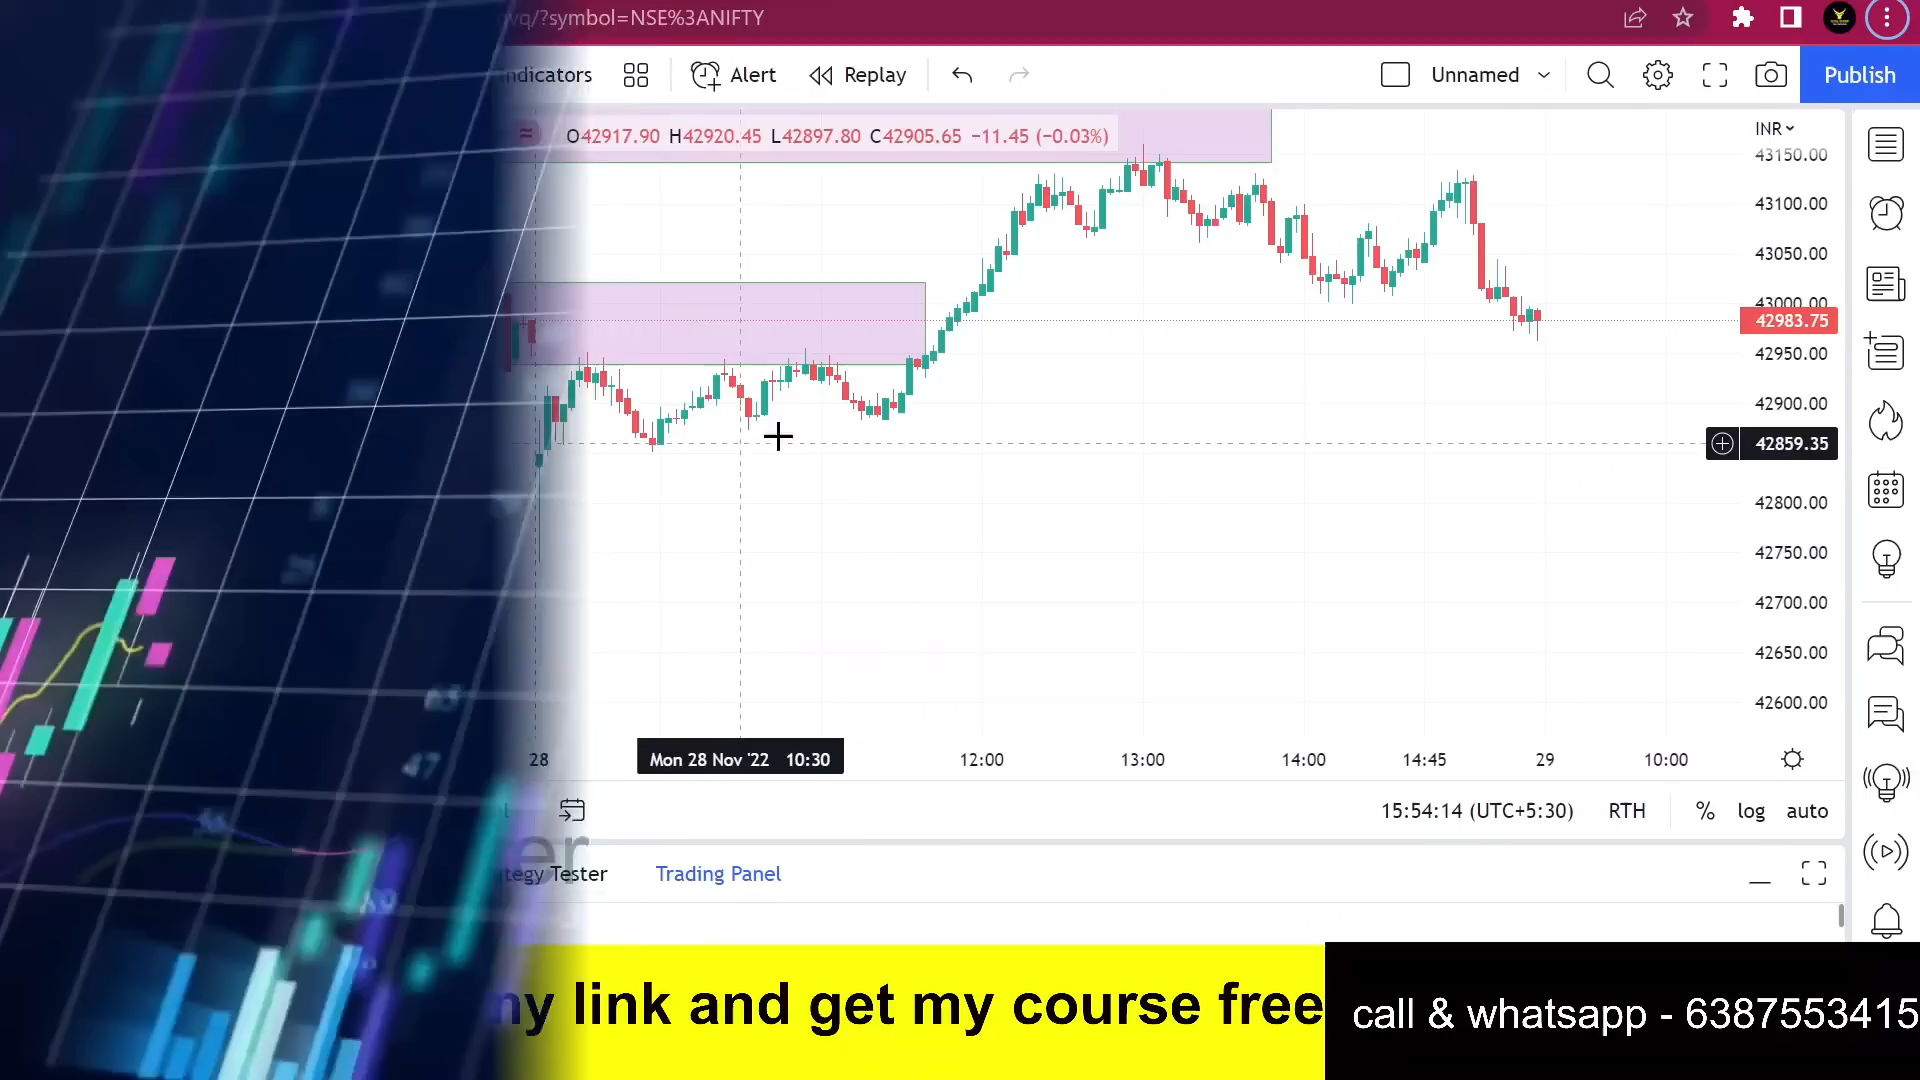 ?symbol=NSE%3ANIFTY
Indicators
Alert
Replay
Unnamed
Publish
O42917.90 H42920.45 L42897.80 C42905.65 −11.45 (−0.03%)
INR
43150.00
43100.00
43050.00
43000.00
42983.75
42950.00
42900.00
42859.35
42800.00
42750.00
42700.00
42650.00
42600.00
28
Mon 28 Nov '22 10:30
12:00
13:00
14:00
14:45
29
10:00
15:54:14 (UTC+5:30)
RTH
%
log
auto
Tester
Trading Panel
my link and get my course free
call & whatsapp - 6387553415
47